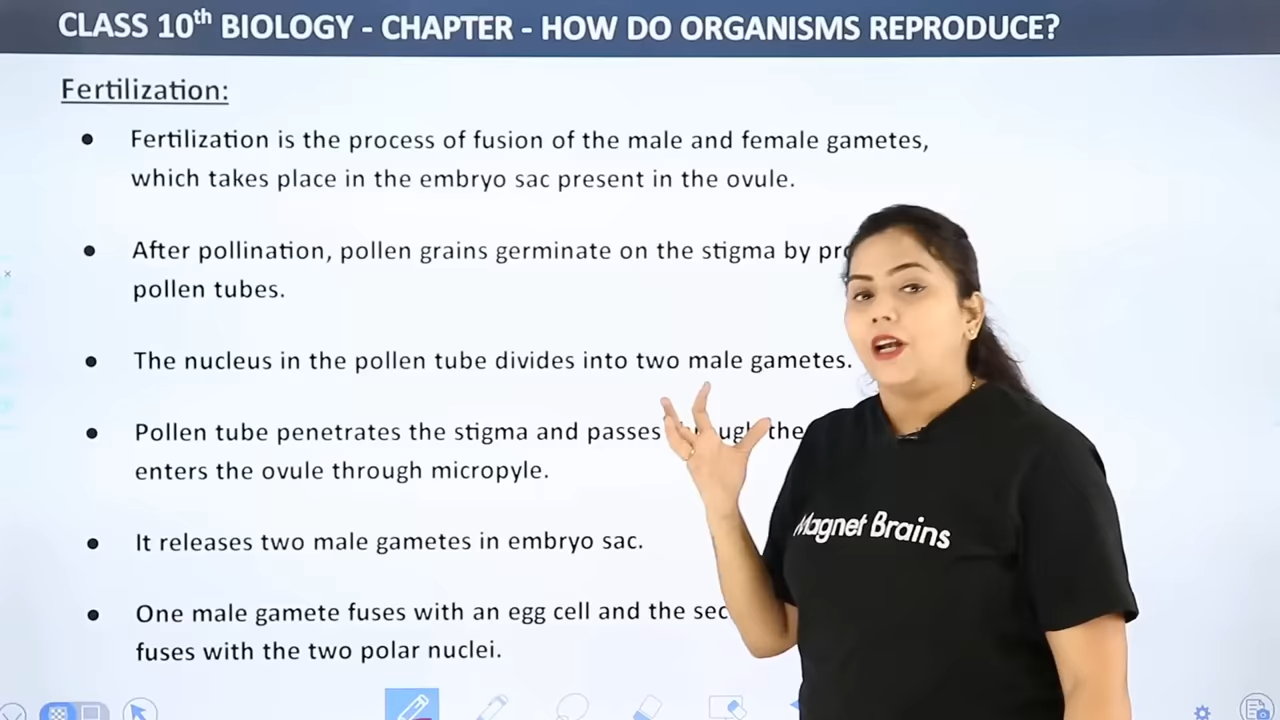 CLASS 10th BIOLOGY - CHAPTER - HOW DO ORGANISMS REPRODUCE?
Fertilization:
Fertilization is the process of fusion of the male and female gametes,
which takes place in the embryo sac present in the ovule.
After pollination, pollen grains germinate on the stigma by
pollen tubes.
The nucleus in the pollen tube divides into two male gametes.
Pollen tube penetrates the stigma and passes the
enters the ovule through micropyle.
It releases two male gametes in embryo sac.
One male gamete fuses with an egg cell and the
fuses with the two polar nuclei.
Magnet Brains